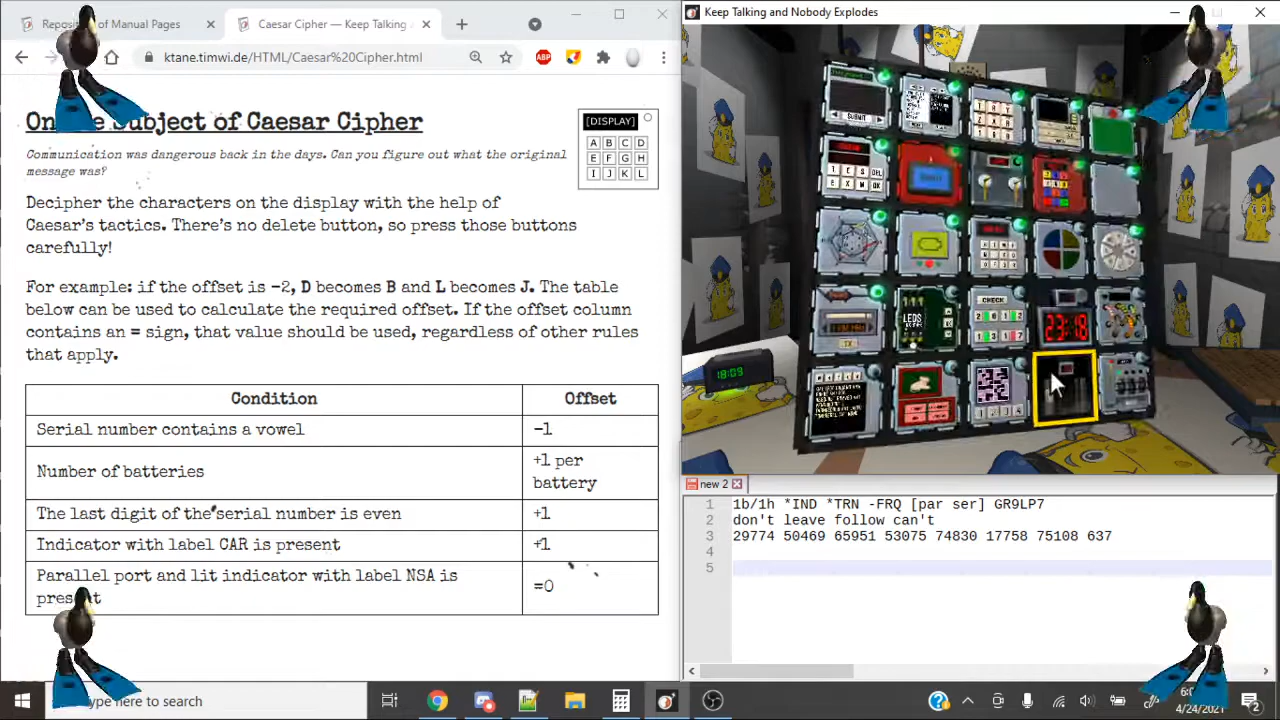 Repository of Manual Pages
Caesar Cipher — Keep Talking
ktane.timwi.de/HTML/Caesar%20Cipher.html
ABP
On the Subject of Caesar Cipher
[DISPLAY]
A B C D
E F G H
I J K L
Communication was dangerous back in the days. Can you figure out what the original
message was?
Decipher the characters on the display with the help of
Caesar’s tactics. There’s no delete button, so press those buttons
carefully!
For example: if the offset is -2, D becomes B and L becomes J. The table
below can be used to calculate the required offset. If the offset column
contains an = sign, that value should be used, regardless of other rules
that apply.
Condition Offset
Serial number contains a vowel -1
Number of batteries +1 per
battery
The last digit of the serial number is even +1
Indicator with label CAR is present +1
Parallel port and lit indicator with label NSA is
present =0
Keep Talking and Nobody Explodes
SUBMIT
CHECK
LEDS
23:18
18:09
new 2
1 1b/1h *IND *TRN -FRQ [par ser] GR9LP7
2 don't leave follow can't
3 29774 50469 65951 53075 74830 17758 75108 637
4
5
type here to search
4/24/2021
2